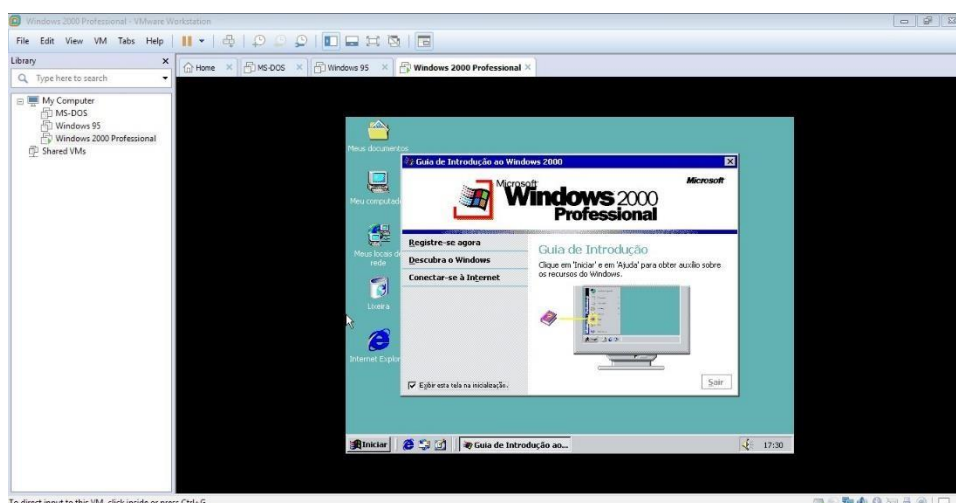 Windows 2000 Professional - VMware Workstation
File Edit View VM Tabs Help
Library
Type here to search
My Computer
MS-DOS
Windows 95
Windows 2000 Professional
Shared VMs
Home
MS-DOS
Windows 95
Windows 2000 Professional
Meus documentos
Meu computad
Meus locais d
rede
Lixeira
Internet Explor
Guia de Introdução ao Windows 2000
Microsoft
Windows 2000
Professional
Microsoft
Registre-se agora
Descubra o Windows
Conectar-se à Internet
Guia de Introdução
Clique em 'Iniciar' e em 'Ajuda' para obter auxílio sobre
os recursos do Windows.
Exibir esta tela na inicialização.
Sair
Iniciar
Guia de Introdução ao...
17:30
To direct input to this VM, click inside or press Ctrl+G.